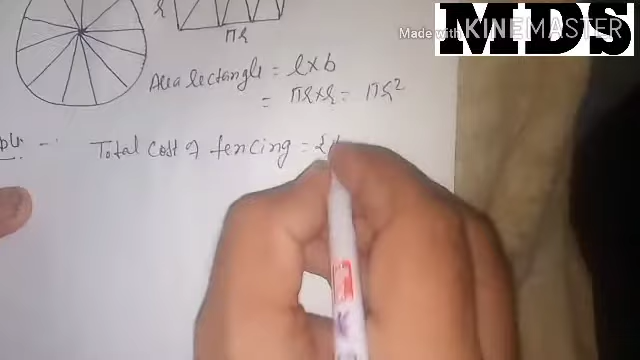 Made with KINEMASTER
MDS
r
πr
Area rectangle = l×b
= πr×r = πr²
Total cost of fencing =